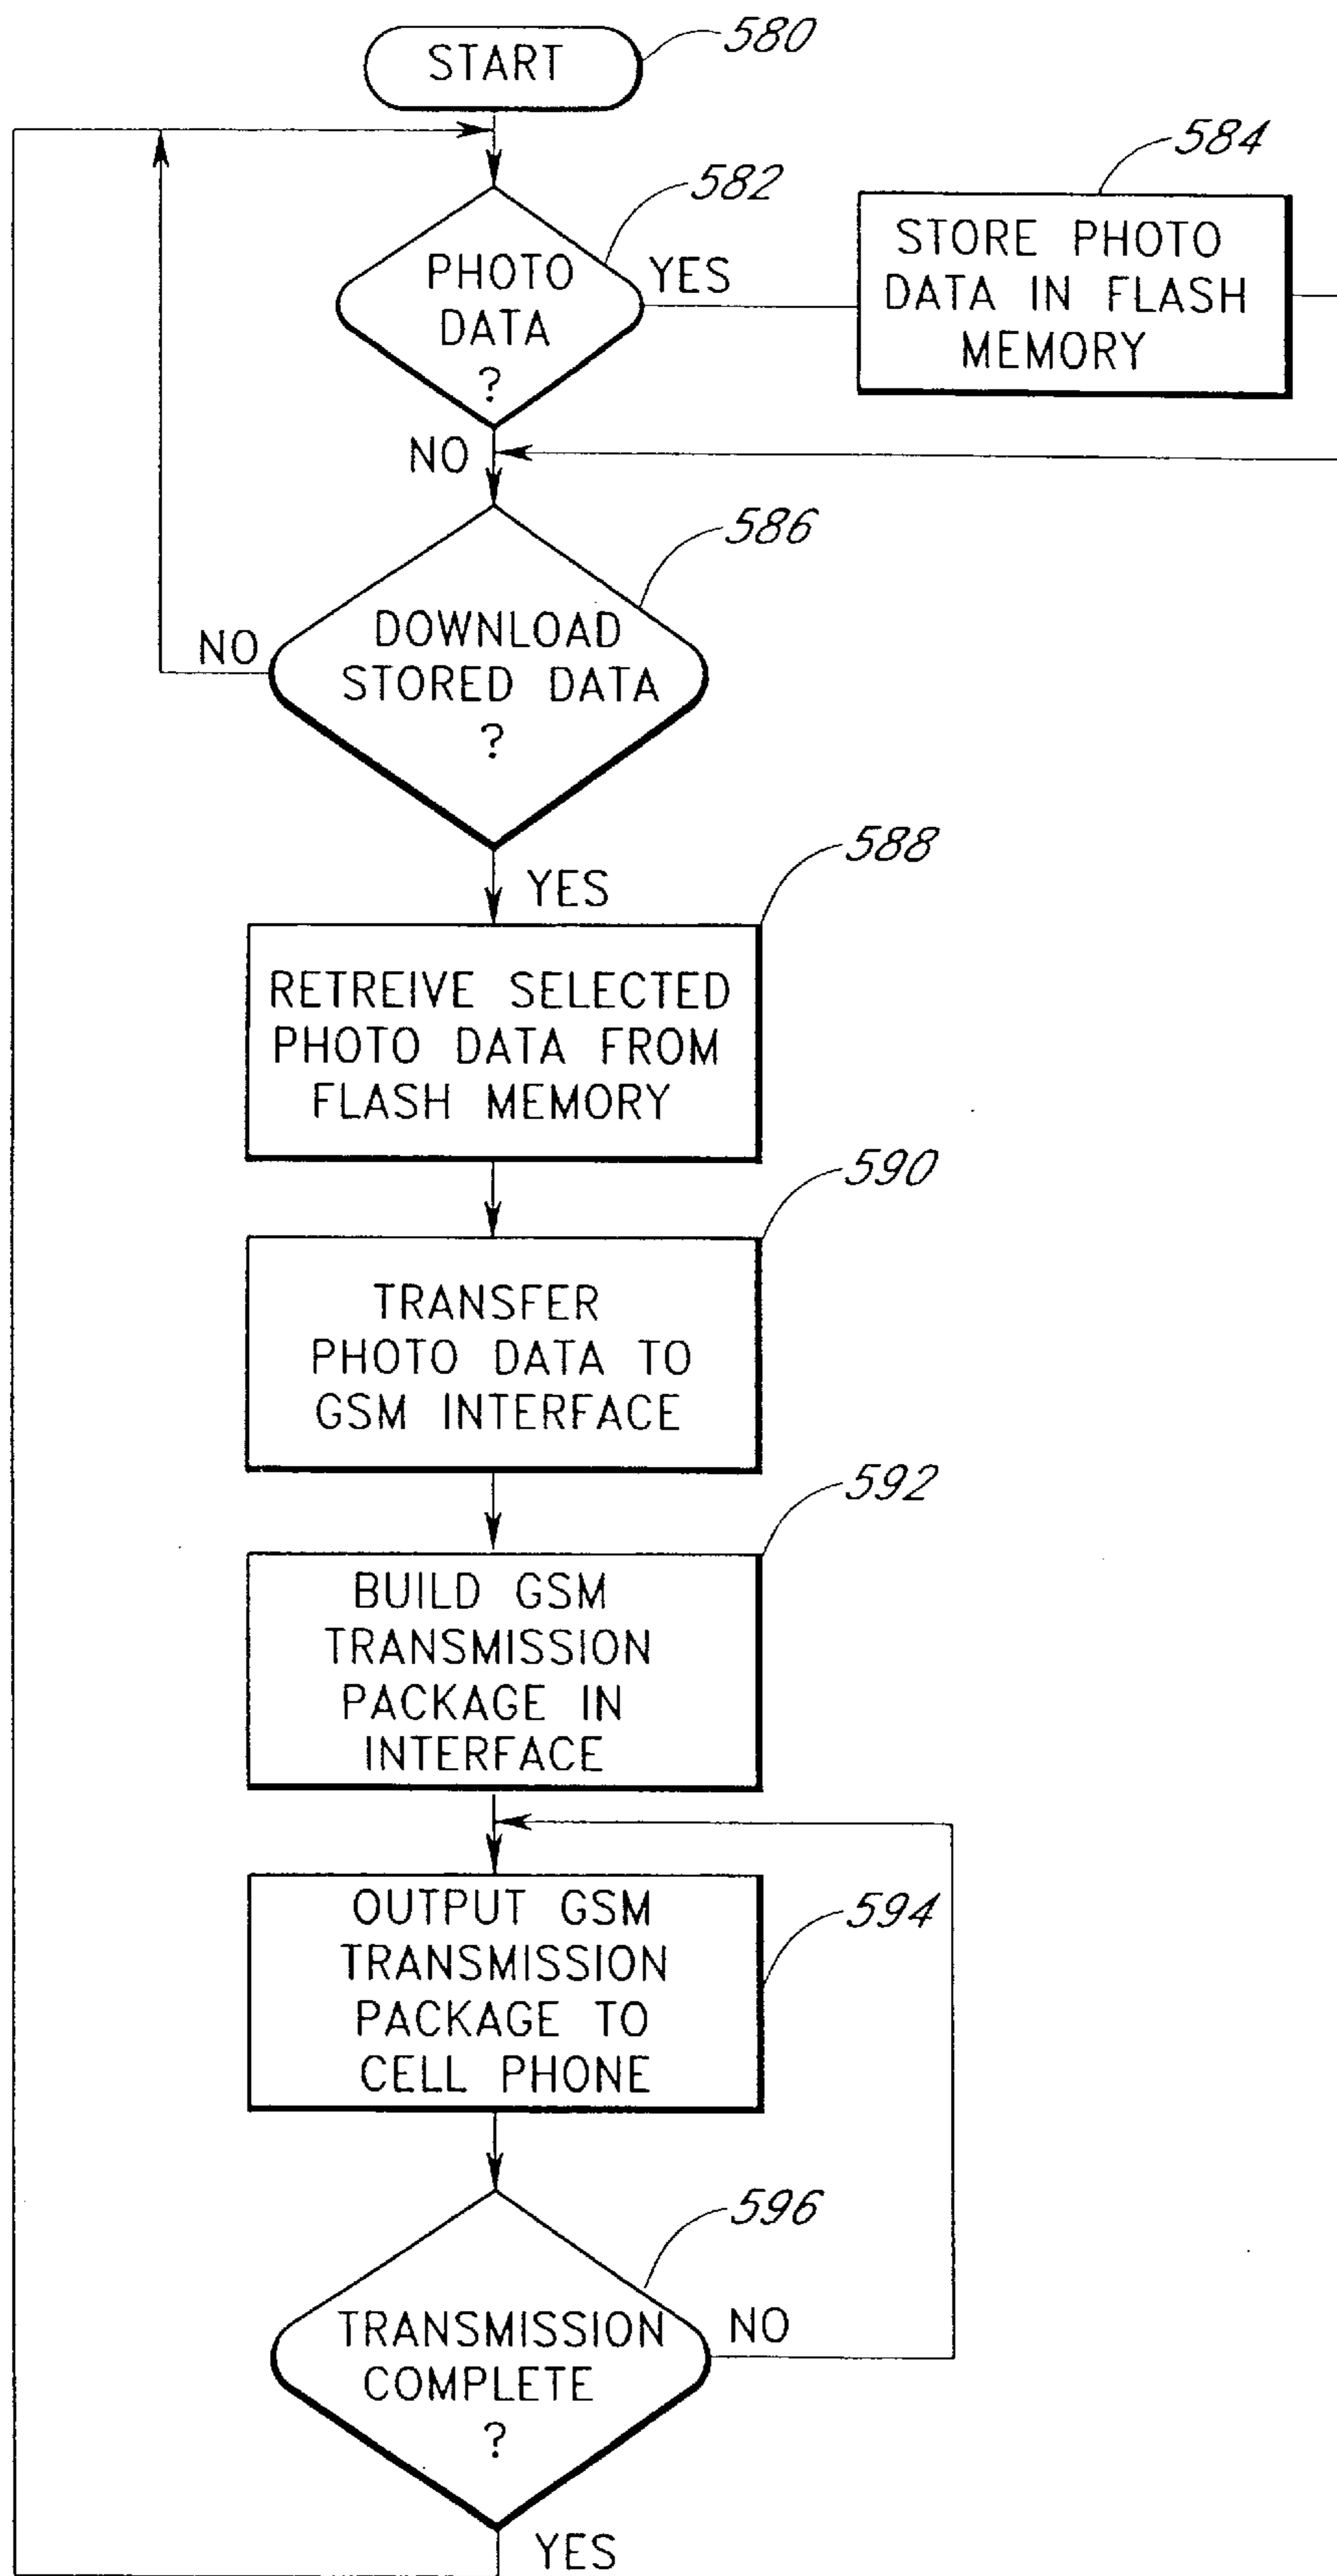 START
580
582
PHOTO
DATA
?
YES
584
STORE PHOTO
DATA IN FLASH
MEMORY
NO
586
DOWNLOAD
STORED DATA
?
NO
YES
588
RETREIVE SELECTED
PHOTO DATA FROM
FLASH MEMORY
590
TRANSFER
PHOTO DATA TO
GSM INTERFACE
592
BUILD GSM
TRANSMISSION
PACKAGE IN
INTERFACE
594
OUTPUT GSM
TRANSMISSION
PACKAGE TO
CELL PHONE
596
TRANSMISSION
COMPLETE
?
NO
YES